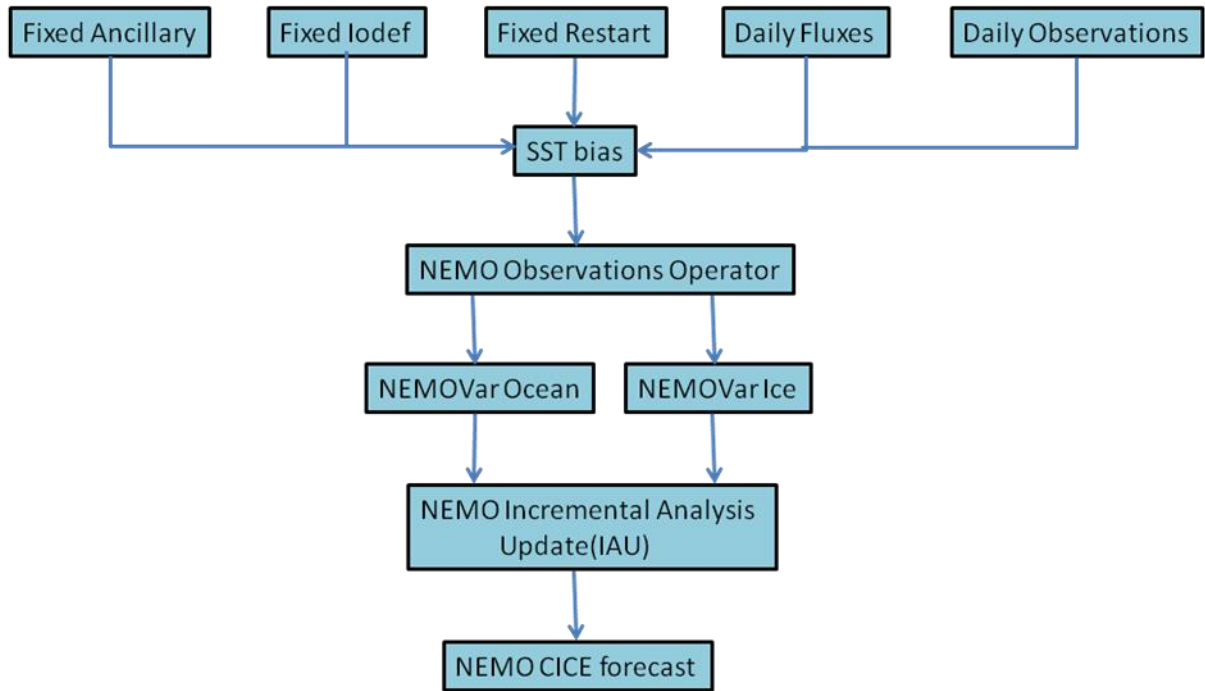 Fixed Ancillary
Fixed Iodef
Fixed Restart
Daily Fluxes
Daily Observations
SST bias
NEMO Observations Operator
NEMOVar Ocean
NEMOVar Ice
NEMO Incremental Analysis
Update(IAU)
NEMO CICE forecast